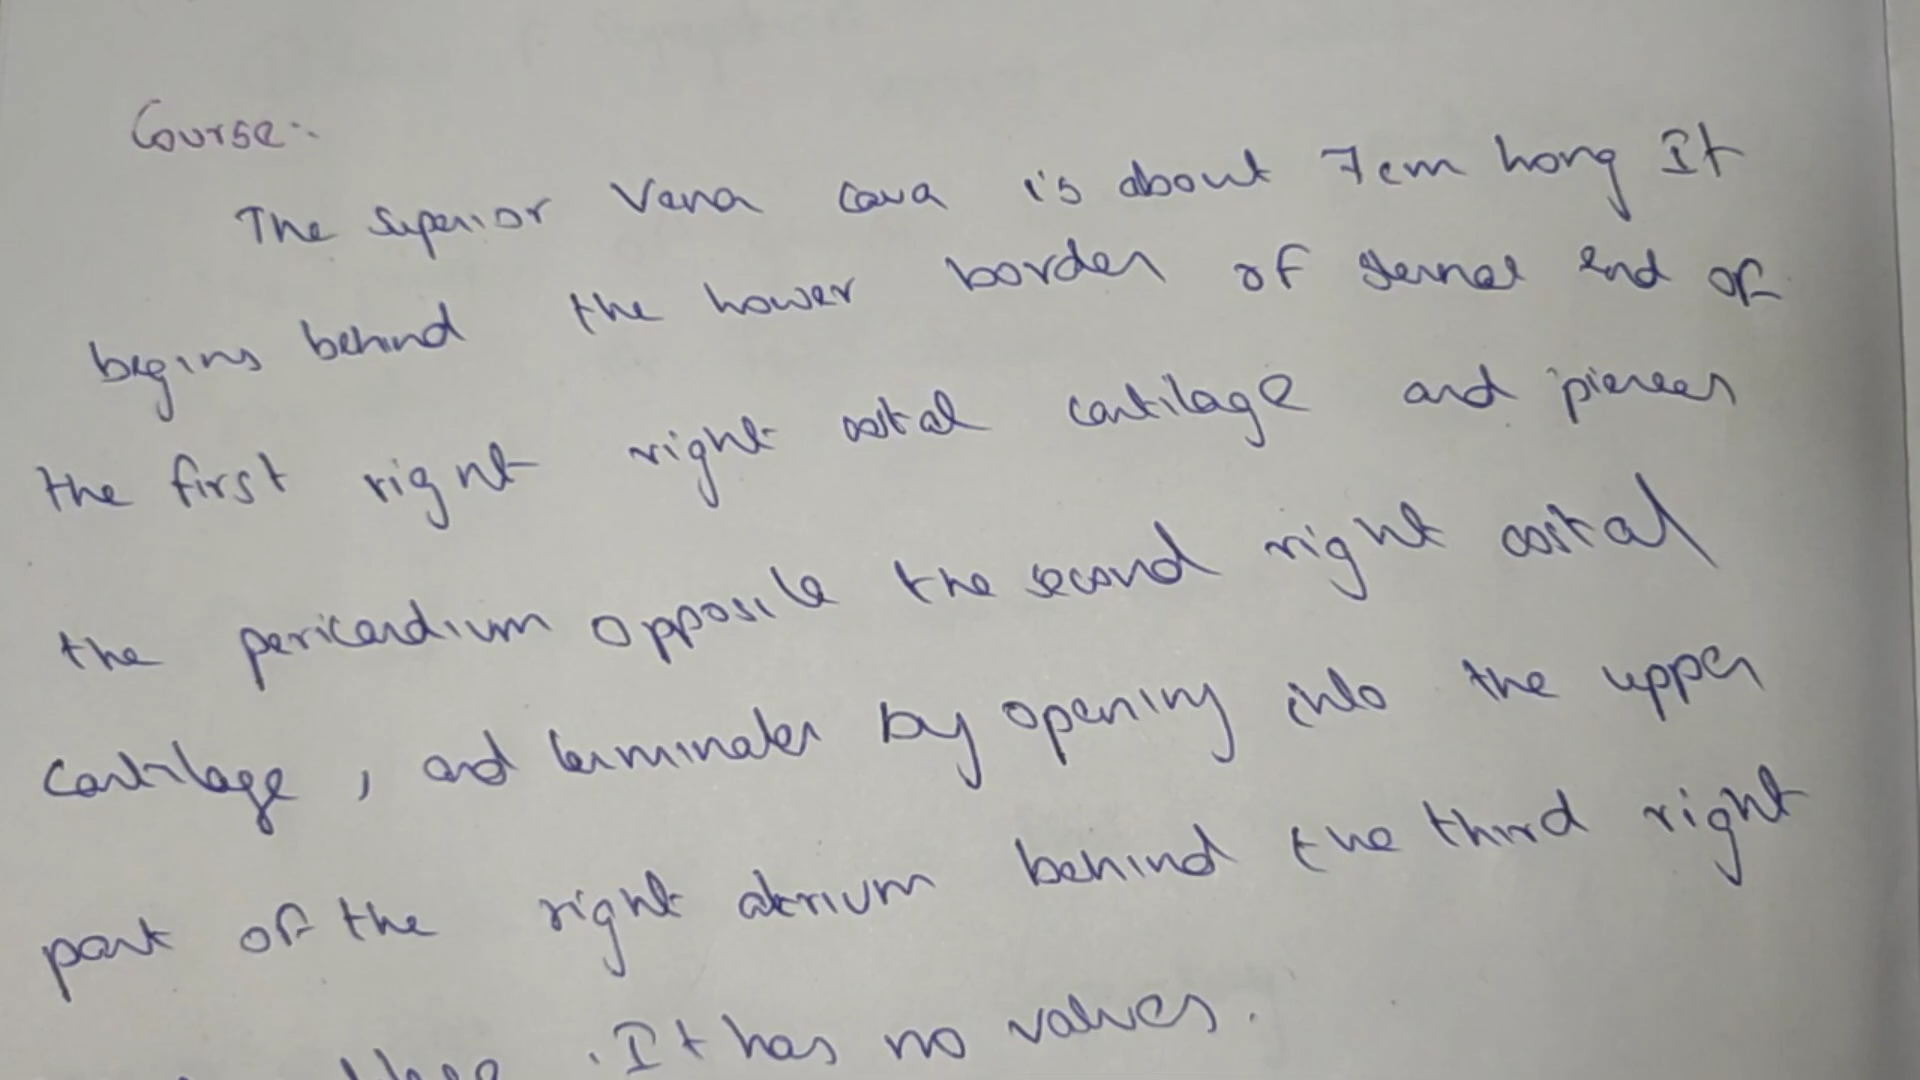 Course:-
The superior Vena cava is about 7cm long It
begins behind the lower border of sternal end of
the first right right costal cartilage and pierces
the pericardium opposite the second right costal
cartilage, and terminates by opening into the upper
part of the right atrium behind the third right
. It has no valves.